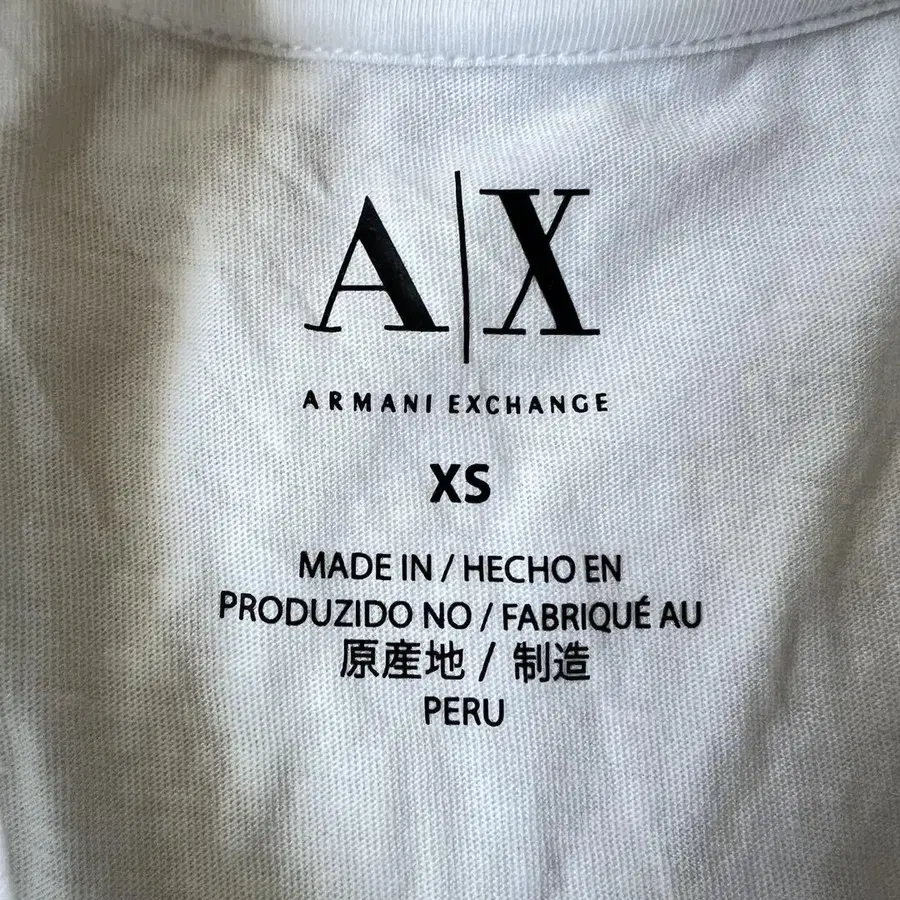 A|X
ARMANI EXCHANGE
XS
MADE IN / HECHO EN
PRODUZIDO NO / FABRIQUÉ AU
原産地 / 制造
PERU